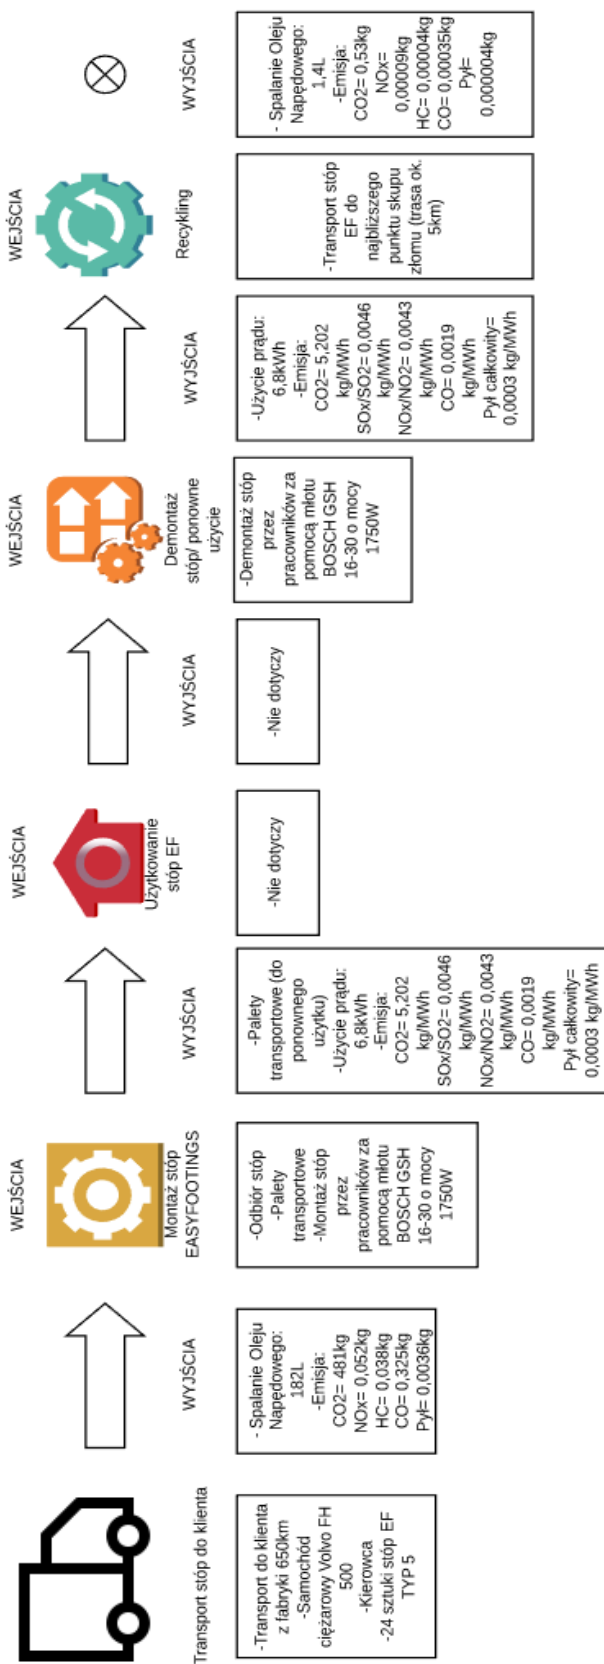 Transport stóp do klienta
-Transport do klienta
z fabryki 650km
-Samochód
ciężarowy Volvo FH
500
-Kierowca
-24 sztuki stóp EF
TYP 5
WYJŚCIA
- Spalanie Oleju
Napędowego:
182L
-Emisja:
CO2= 481kg
NOx= 0,052kg
HC= 0,038kg
CO= 0,325kg
Pył= 0,0036kg
WEJŚCIA
Montaż stóp
EASYFOOTINGS
-Odbiór stóp
-Palety
transportowe
-Montaż stóp
przez
pracowników za
pomocą młotu
BOSCH GSH
16-30 o mocy
1750W
WYJŚCIA
-Palety
transportowe (do
ponownego
użytku)
-Użycie prądu:
6,8kWh
-Emisja:
CO2= 5,202
kg/MWh
SOx/SO2= 0,0046
kg/MWh
NOx/NO2= 0,0043
kg/MWh
CO= 0,0019
kg/MWh
Pył całkowity=
0,0003 kg/MWh
WEJŚCIA
Użytkowanie
stóp EF
-Nie dotyczy
WYJŚCIA
-Nie dotyczy
WEJŚCIA
Demontaż
stóp/ ponowne
użycie
-Demontaż stóp
przez
pracowników za
pomocą młotu
BOSCH GSH
16-30 o mocy
1750W
WYJŚCIA
-Użycie prądu:
6,8kWh
-Emisja:
CO2= 5,202
kg/MWh
SOx/SO2= 0,0046
kg/MWh
NOx/NO2= 0,0043
kg/MWh
CO= 0,0019
kg/MWh
Pył całkowity=
0,0003 kg/MWh
WEJŚCIA
Recykling
-Transport stóp
EF do
najbliższego
punktu skupu
złomu (trasa ok.
5km)
WYJŚCIA
- Spalanie Oleju
Napędowego:
1,4L
-Emisja:
CO2= 0,53kg
NOx=
0,00009kg
HC= 0,00004kg
CO= 0,00035kg
Pył=
0,000004kg